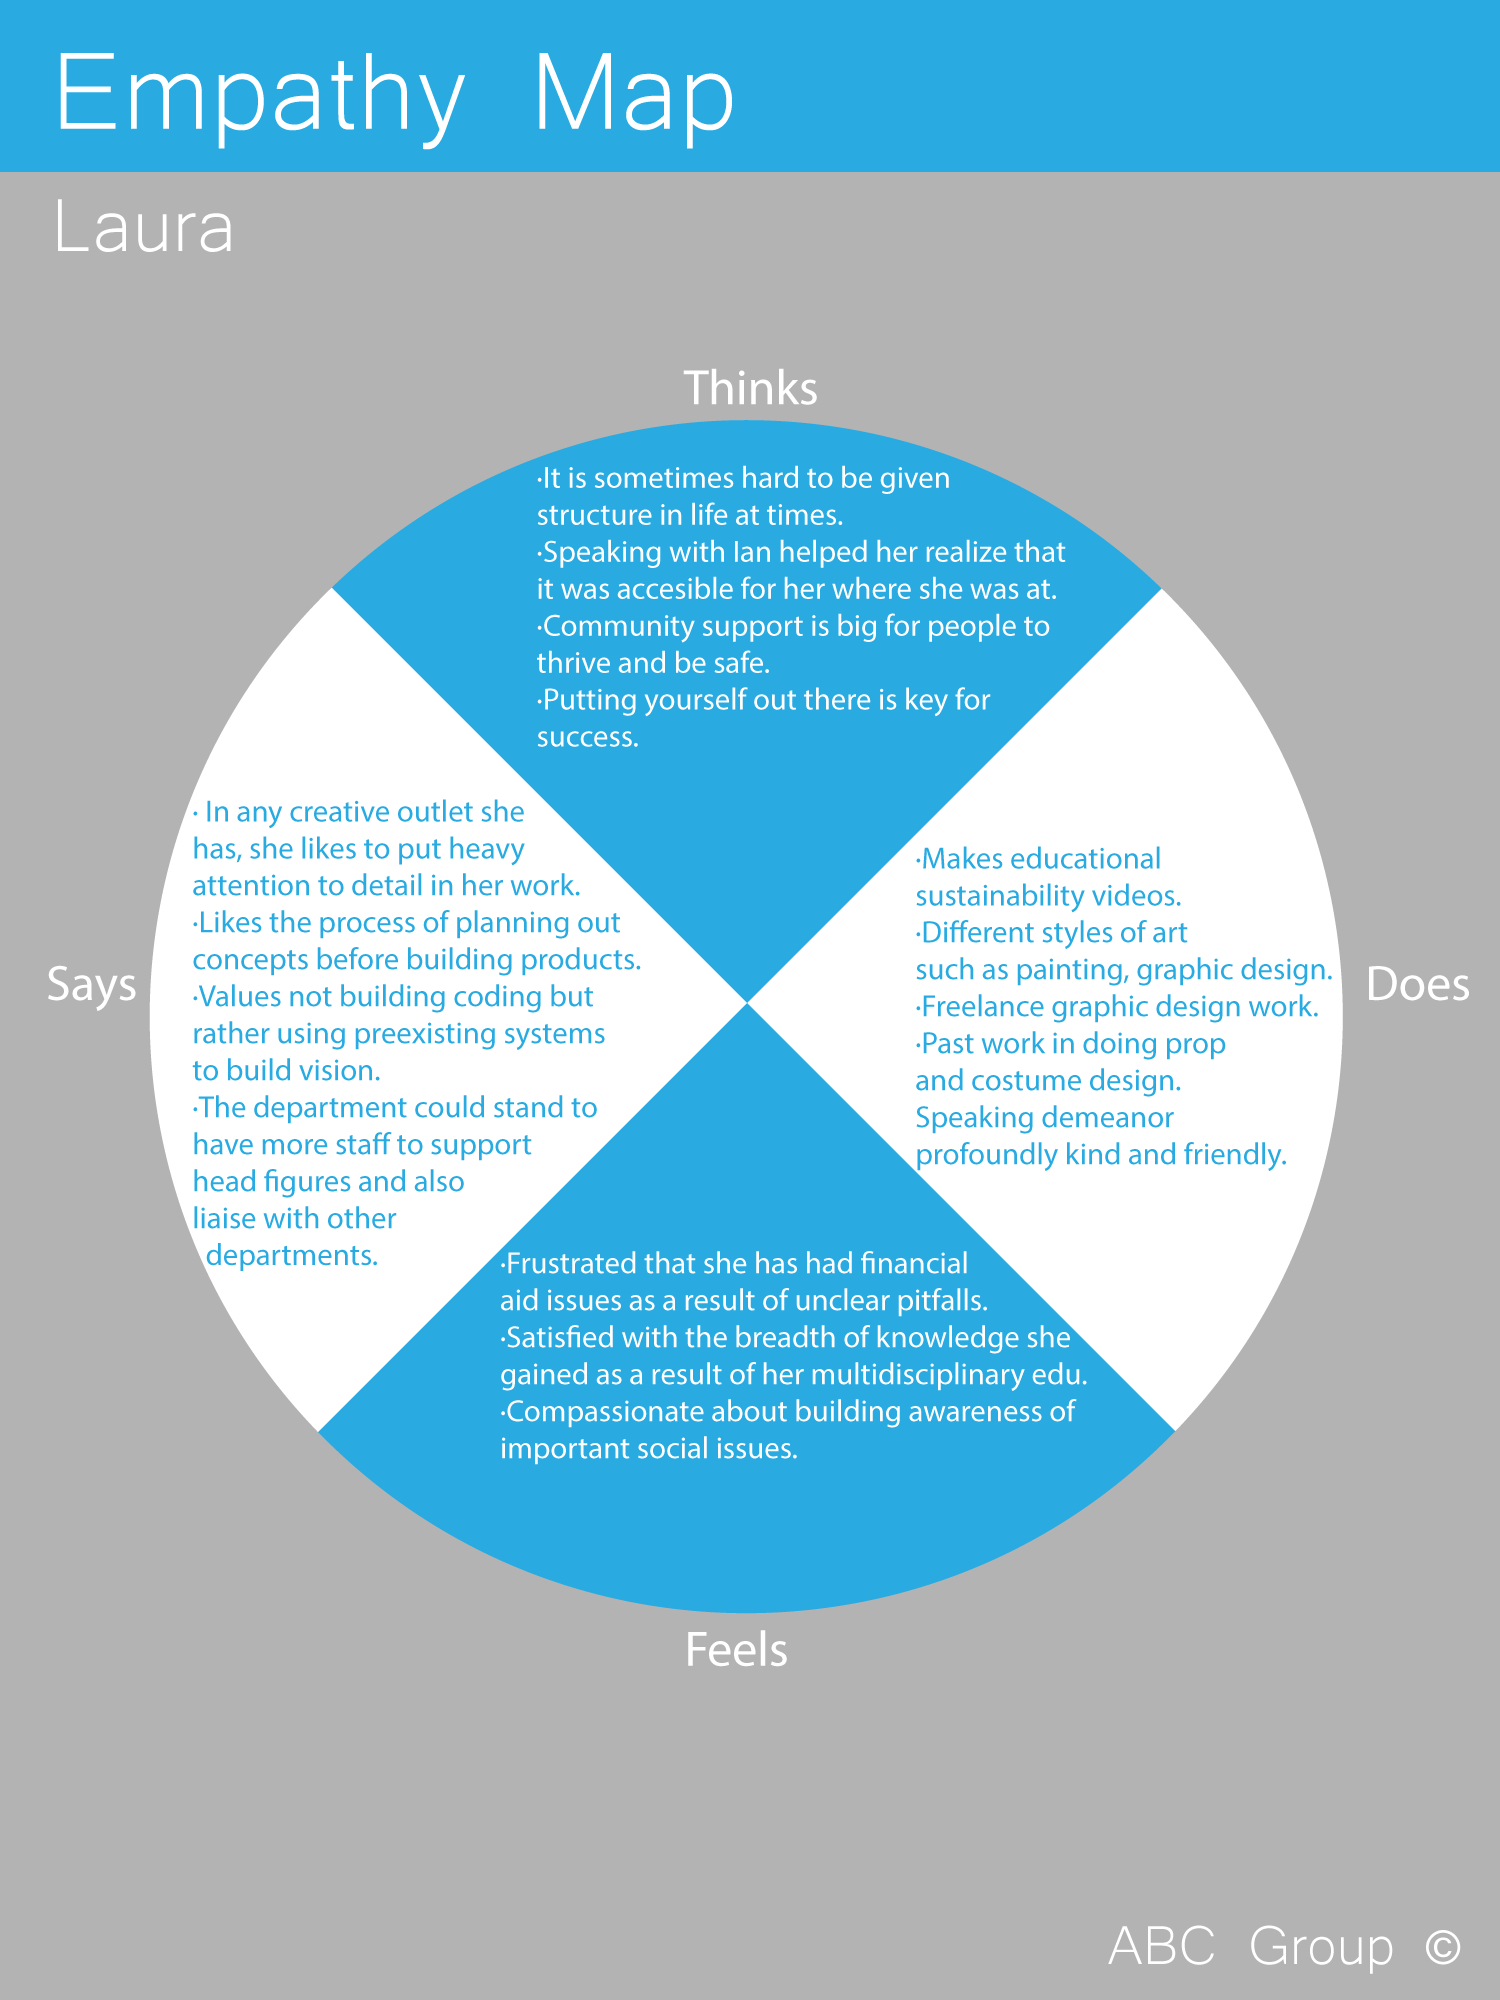 Empathy Map
Laura
Thinks
·It is sometimes hard to be given
structure in life at times.
·Speaking with Ian helped her realize that
it was accesible for her where she was at.
·Community support is big for people to
thrive and be safe.
·Putting yourself out there is key for
success.
Says
· In any creative outlet she
has, she likes to put heavy
attention to detail in her work.
·Likes the process of planning out
concepts before building products.
·Values not building coding but
rather using preexisting systems
to build vision.
·The department could stand to
have more staff to support
head figures and also
liaise with other
departments.
·Makes educational
sustainability videos.
·Different styles of art
such as painting, graphic design.
·Freelance graphic design work.
·Past work in doing prop
and costume design.
Speaking demeanor
profoundly kind and friendly.
Does
·Frustrated that she has had financial
aid issues as a result of unclear pitfalls.
·Satisfied with the breadth of knowledge she
gained as a result of her multidisciplinary edu.
·Compassionate about building awareness of
important social issues.
Feels
ABC Group ©